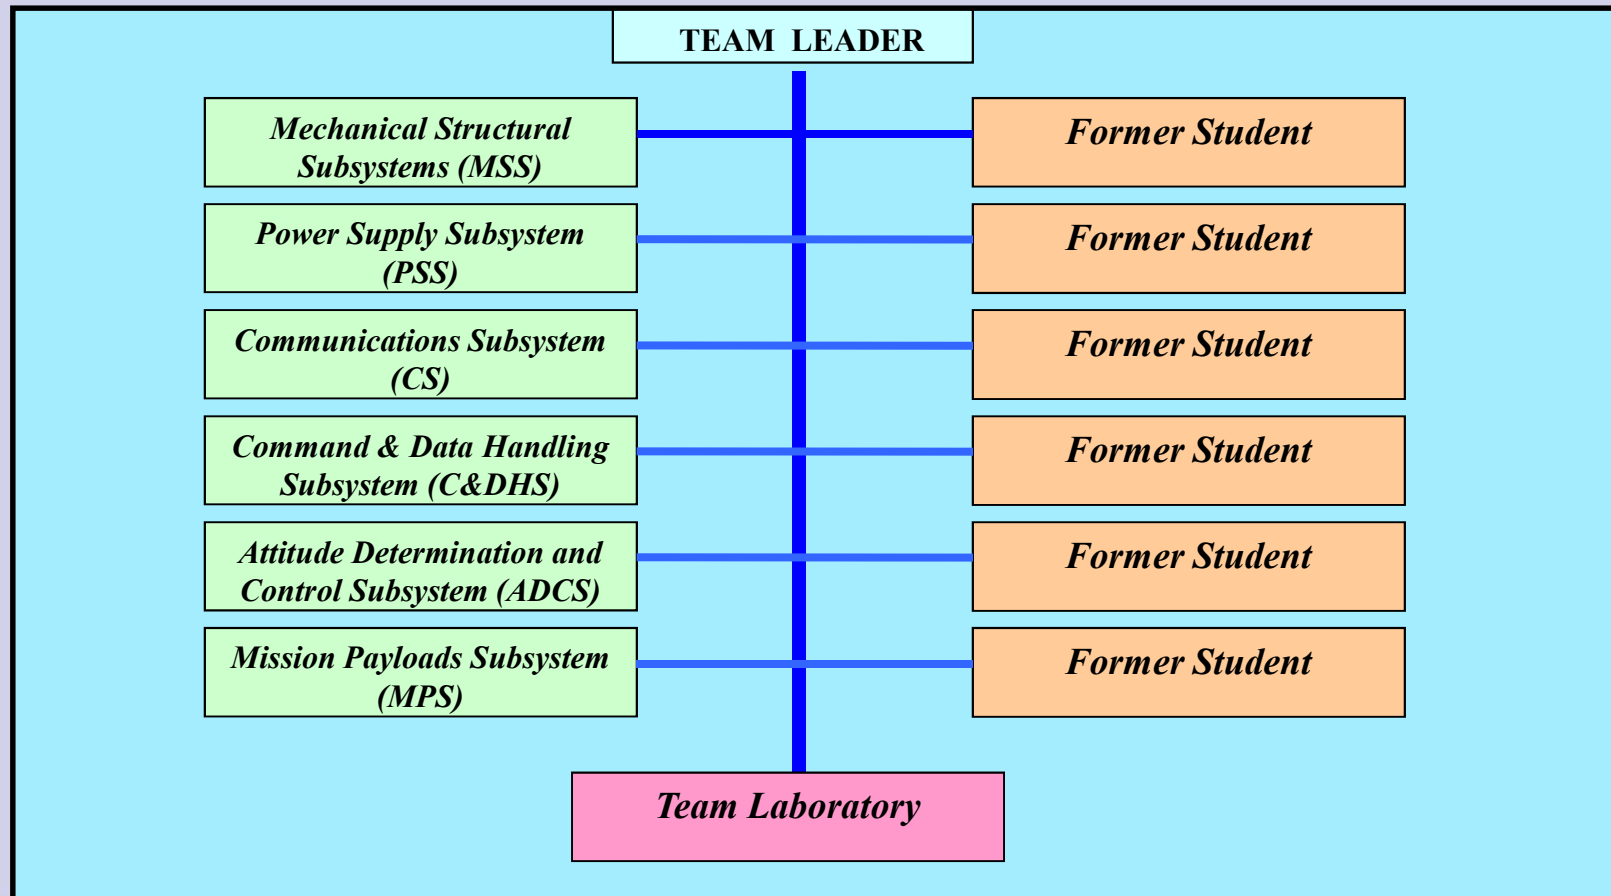 TEAM LEADER
Mechanical Structural
Subsystems (MSS)
Former Student
Power Supply Subsystem
(PSS)
Former Student
Communications Subsystem
(CS)
Former Student
Command & Data Handling
Subsystem (C&DHS)
Former Student
Attitude Determination and
Control Subsystem (ADCS)
Former Student
Mission Payloads Subsystem
(MPS)
Former Student
Team Laboratory